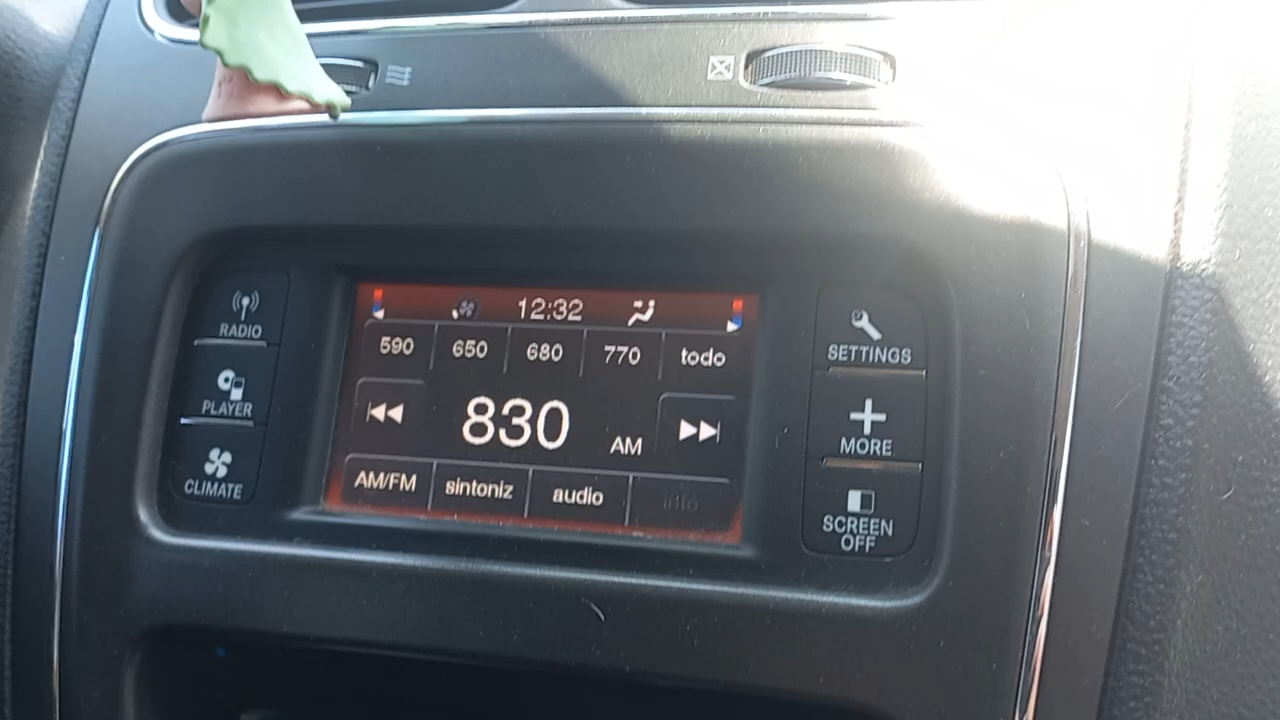 12:32
590 650 680 770 todo
830 AM
AM/FM sintoniz audio info
RADIO
PLAYER
CLIMATE
SETTINGS
MORE
SCREEN
OFF